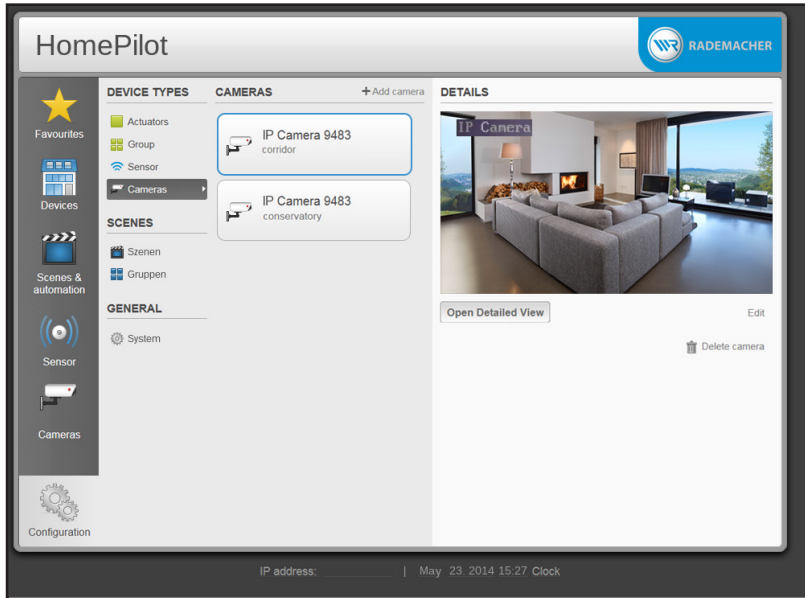 HomePilot
WR RADEMACHER
Favourites
Devices
Scenes &
automation
Sensor
Cameras
Configuration
DEVICE TYPES
Actuators
Group
Sensor
Cameras
SCENES
Szenen
Gruppen
GENERAL
System
CAMERAS
+ Add camera
IP Camera 9483
corridor
IP Camera 9483
conservatory
DETAILS
IP Camera
Open Detailed View
Edit
Delete camera
IP address: | May 23. 2014 15:27 Clock